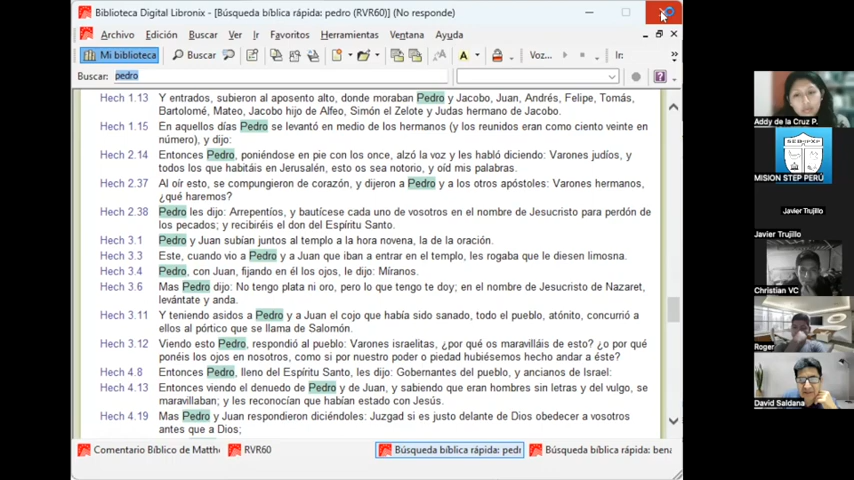 Biblioteca Digital Libronix - [Búsqueda bíblica rápida: pedro (RVR60)] (No responde)
Archivo Edición Buscar Ver Ir Favoritos Herramientas Ventana Ayuda
Mi biblioteca Buscar Voz... Ir:
Buscar: pedro
Hech 1.13 Y entrados, subieron al aposento alto, donde moraban Pedro y Jacobo, Juan, Andrés, Felipe, Tomás,
Bartolomé, Mateo, Jacobo hijo de Alfeo, Simón el Zelote y Judas hermano de Jacobo.
Hech 1.15 En aquellos días Pedro se levantó en medio de los hermanos (y los reunidos eran como ciento veinte en
número), y dijo:
Hech 2.14 Entonces Pedro, poniéndose en pie con los once, alzó la voz y les habló diciendo: Varones judíos, y
todos los que habitáis en Jerusalén, esto os sea notorio, y oíd mis palabras.
Hech 2.37 Al oír esto, se compungieron de corazón, y dijeron a Pedro y a los otros apóstoles: Varones hermanos,
¿qué haremos?
Hech 2.38 Pedro les dijo: Arrepentíos, y bautícese cada uno de vosotros en el nombre de Jesucristo para perdón de
los pecados; y recibiréis el don del Espíritu Santo.
Hech 3.1 Pedro y Juan subían juntos al templo a la hora novena, la de la oración.
Hech 3.3 Este, cuando vio a Pedro y a Juan que iban a entrar en el templo, les rogaba que le diesen limosna.
Hech 3.4 Pedro, con Juan, fijando en él los ojos, le dijo: Míranos.
Hech 3.6 Mas Pedro dijo: No tengo plata ni oro, pero lo que tengo te doy; en el nombre de Jesucristo de Nazaret,
levántate y anda.
Hech 3.11 Y teniendo asidos a Pedro y a Juan el cojo que había sido sanado, todo el pueblo, atónito, concurrió a
ellos al pórtico que se llama de Salomón.
Hech 3.12 Viendo esto Pedro, respondió al pueblo: Varones israelitas, ¿por qué os maravilláis de esto? ¿o por qué
ponéis los ojos en nosotros, como si por nuestro poder o piedad hubiésemos hecho andar a éste?
Hech 4.8 Entonces Pedro, lleno del Espíritu Santo, les dijo: Gobernantes del pueblo, y ancianos de Israel:
Hech 4.13 Entonces viendo el denuedo de Pedro y de Juan, y sabiendo que eran hombres sin letras y del vulgo, se
maravillaban; y les reconocían que habían estado con Jesús.
Hech 4.19 Mas Pedro y Juan respondieron diciéndoles: Juzgad si es justo delante de Dios obedecer a vosotros
antes que a Dios;
Comentario Bíblico de Matthe RVR60 Búsqueda bíblica rápida: pedr Búsqueda bíblica rápida: bena
Addy de la Cruz P.
MISION STEP PERÚ
Javier Trujillo
Javier Trujillo
Christian VC
Roger
David Saldana